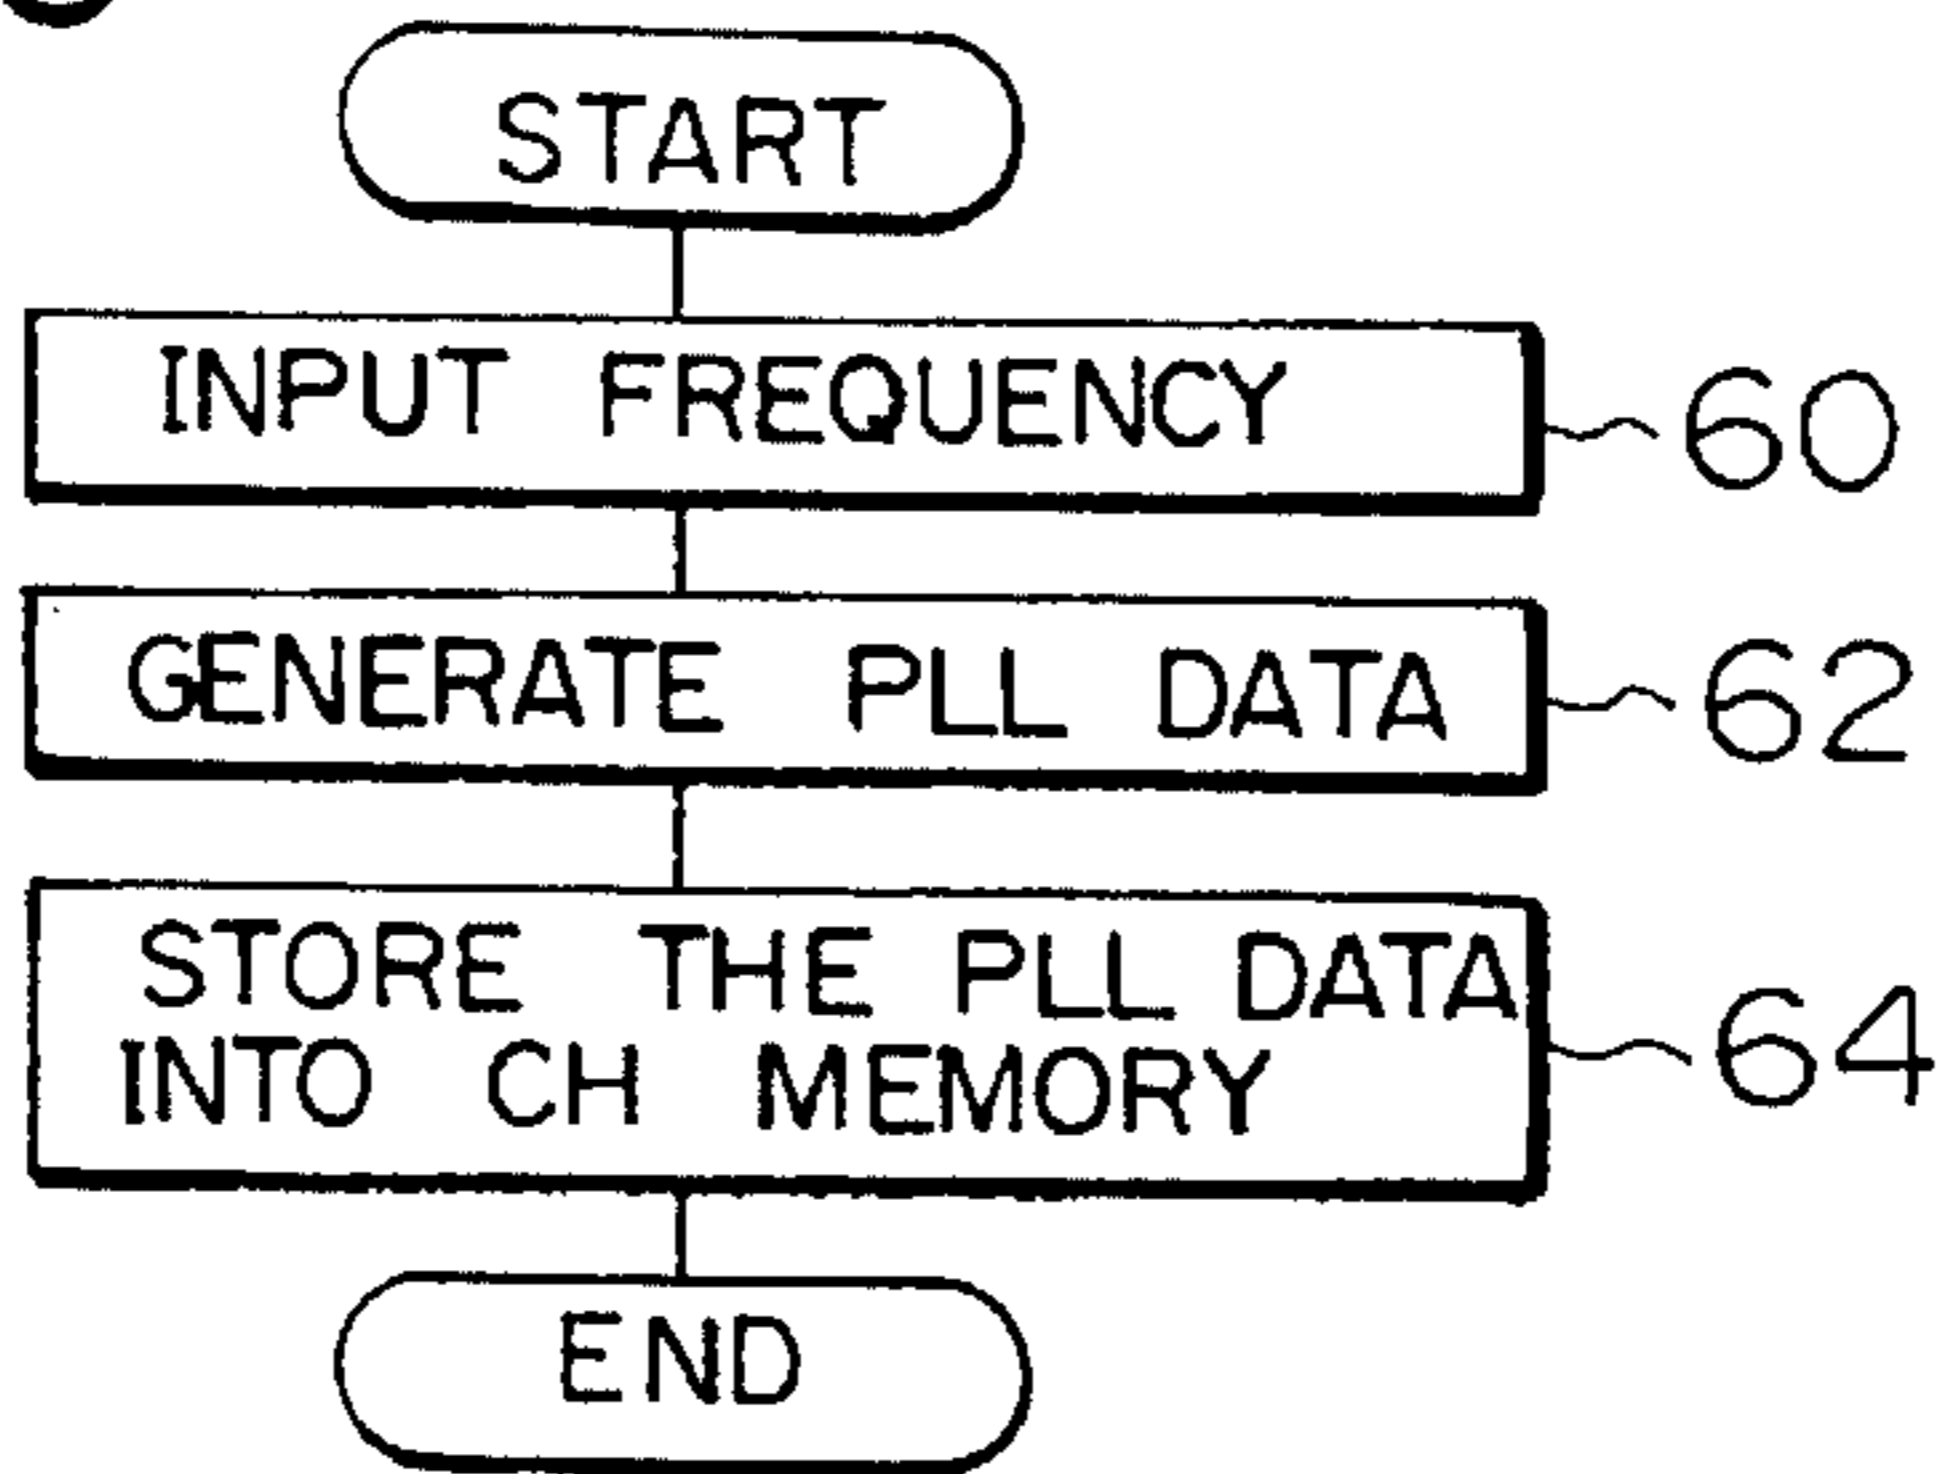 START
INPUT FREQUENCY
60
GENERATE PLL DATA
62
STORE THE PLL DATA
INTO CH MEMORY
64
END